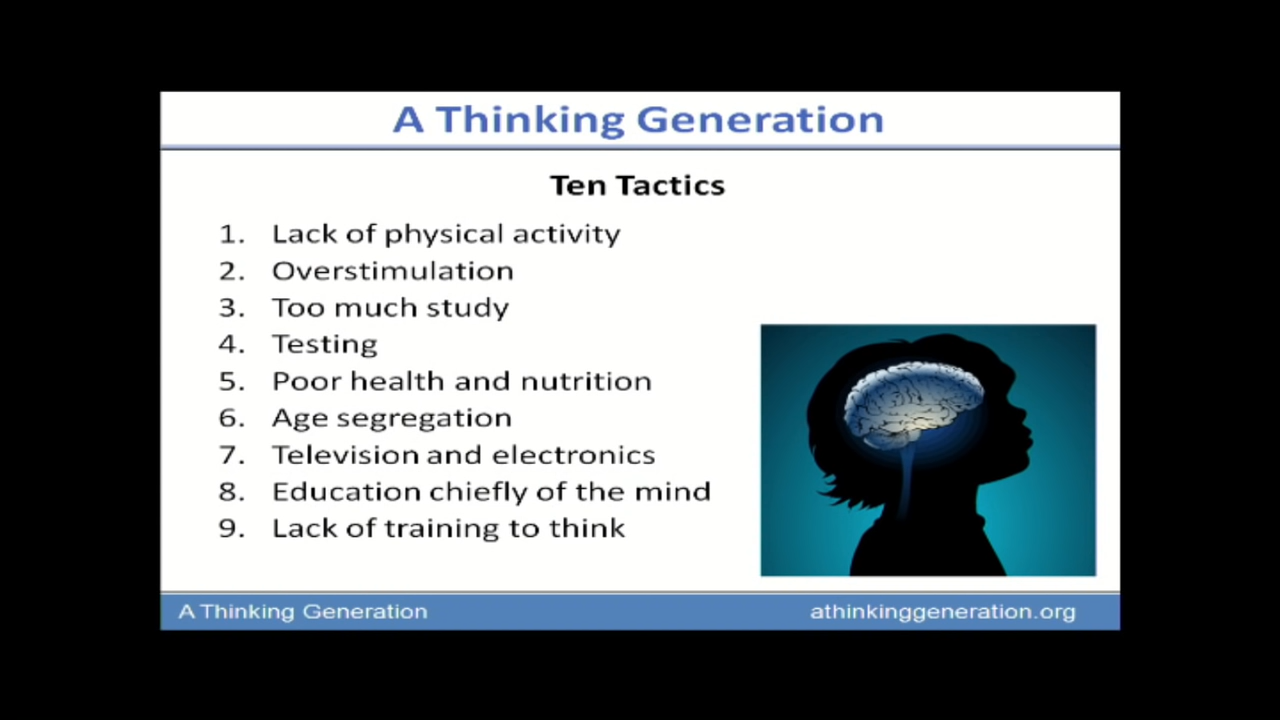 A Thinking Generation
Ten Tactics
1. Lack of physical activity
2. Overstimulation
3. Too much study
4. Testing
5. Poor health and nutrition
6. Age segregation
7. Television and electronics
8. Education chiefly of the mind
9. Lack of training to think
A Thinking Generation
athinkinggeneration.org